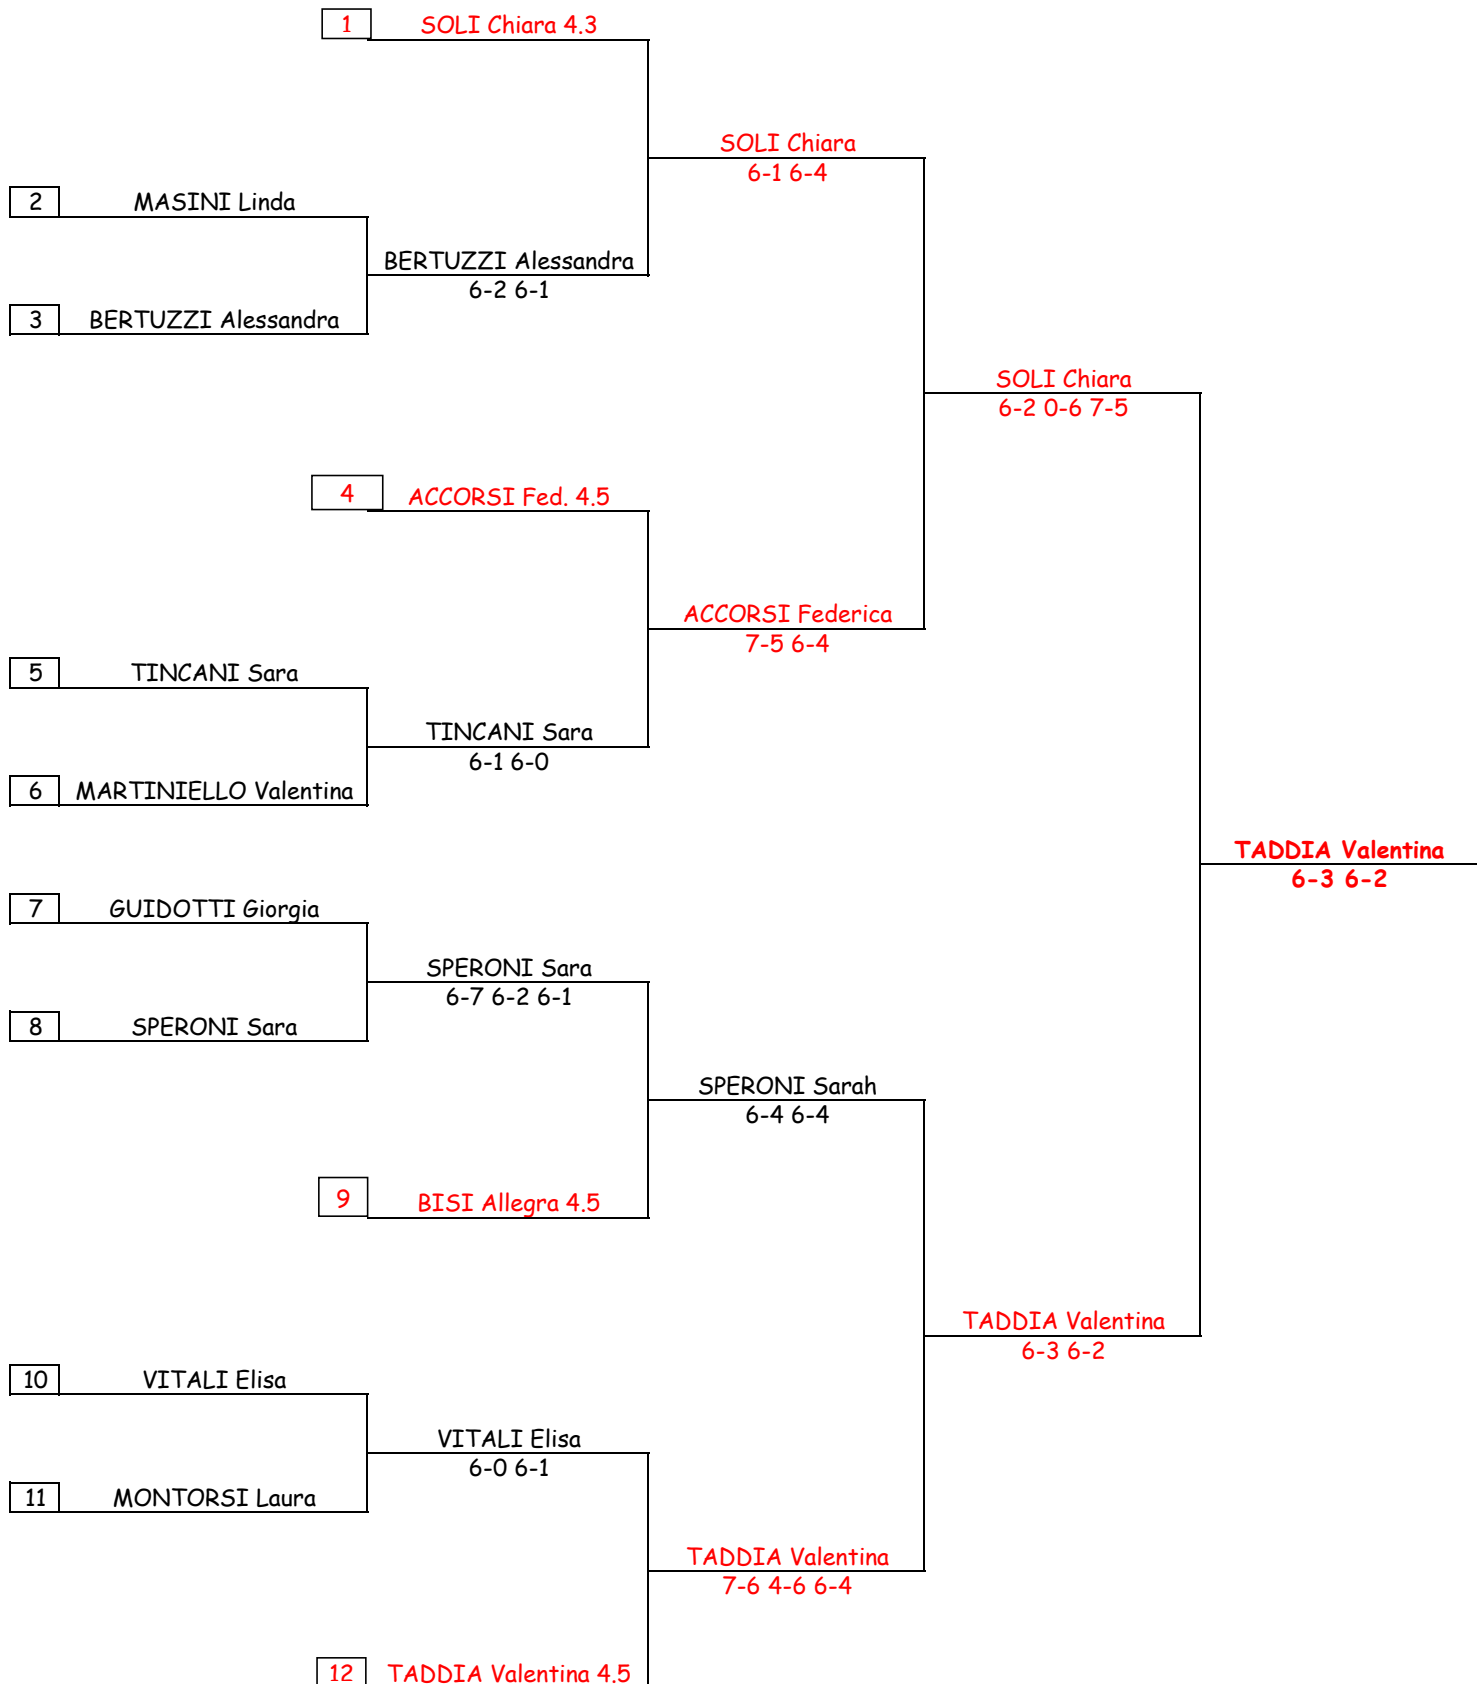 1 SOLI Chiara 4.3
SOLI Chiara
6-1 6-4
2 MASINI Linda
BERTUZZI Alessandra
6-2 6-1
3 BERTUZZI Alessandra
SOLI Chiara
6-2 0-6 7-5
4 ACCORSI Fed. 4.5
ACCORSI Federica
7-5 6-4
5 TINCANI Sara
TINCANI Sara
6-1 6-0
6 MARTINIELLO Valentina
TADDIA Valentina
6-3 6-2
7 GUIDOTTI Giorgia
SPERONI Sara
6-7 6-2 6-1
8 SPERONI Sara
SPERONI Sarah
6-4 6-4
9 BISI Allegra 4.5
TADDIA Valentina
6-3 6-2
10 VITALI Elisa
VITALI Elisa
6-0 6-1
11 MONTORSI Laura
TADDIA Valentina
7-6 4-6 6-4
12 TADDIA Valentina 4.5